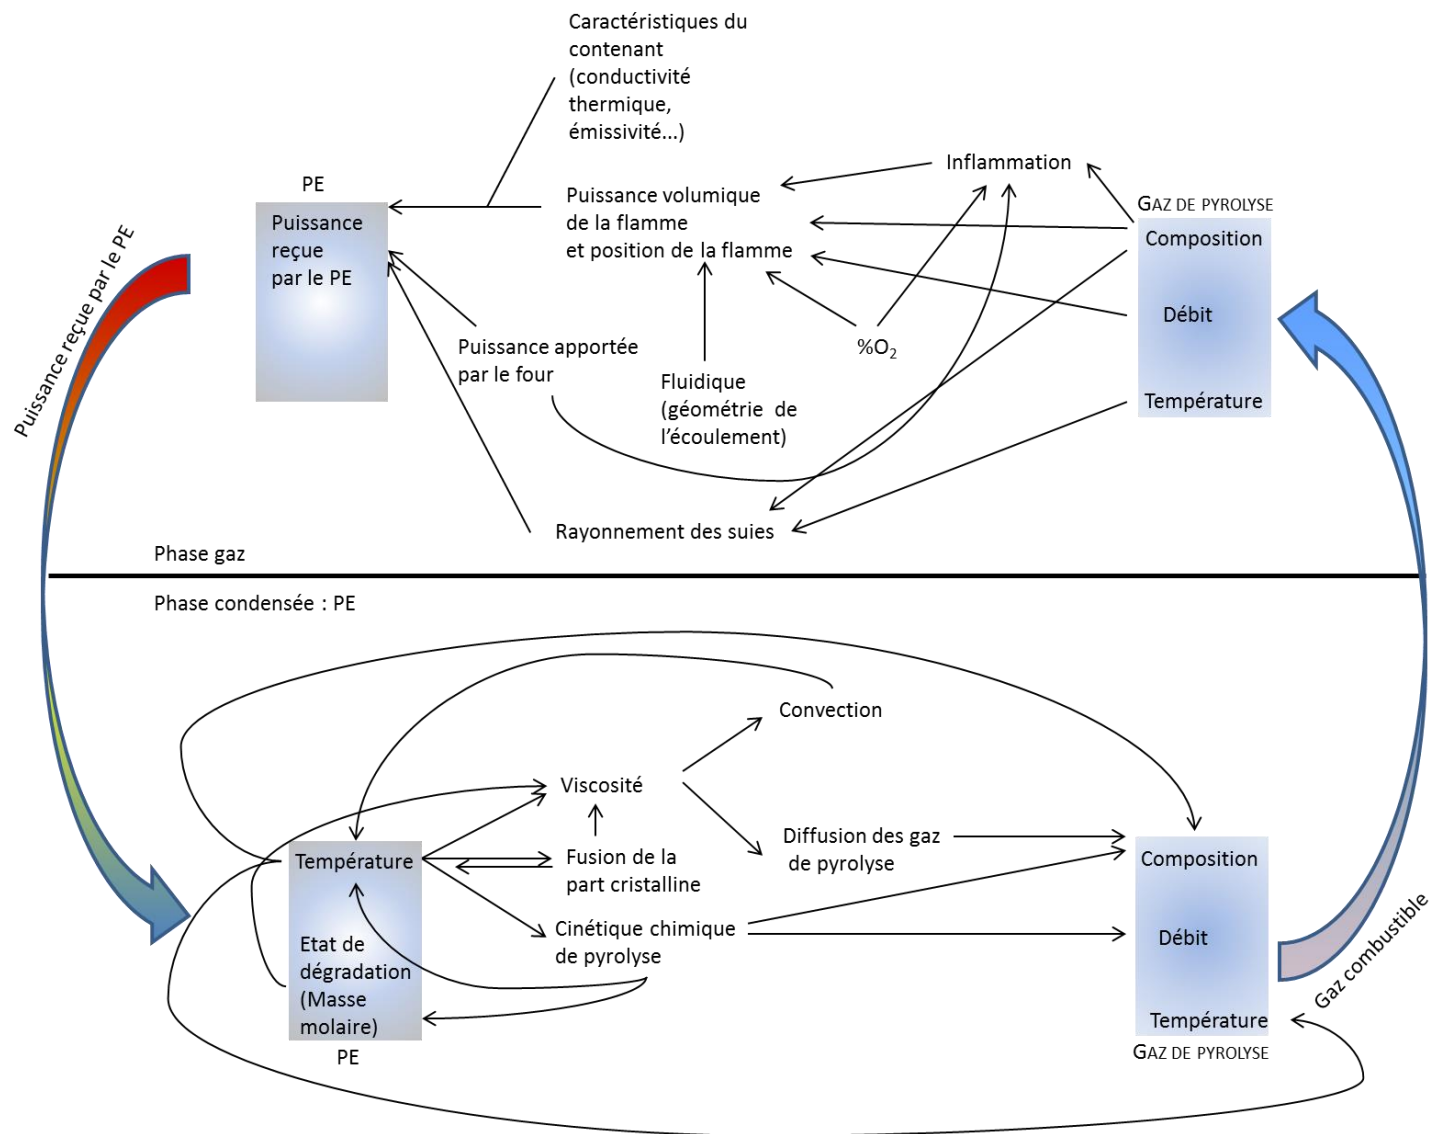 Caractéristiques du
contenant
(conductivité
thermique,
émissivité...)
Inflammation
PE
Puissance
reçue
par le PE
Puissance volumique
de la flamme
et position de la flamme
GAZ DE PYROLYSE
Composition
Débit
Température
Puissance reçue par le PE
Puissance apportée
par le four
%O₂
Fluidique
(géométrie de
l’écoulement)
Rayonnement des suies
Phase gaz
Phase condensée : PE
Convection
Viscosité
Diffusion des gaz
de pyrolyse
Température
Fusion de la
part cristalline
Cinétique chimique
de pyrolyse
Etat de
dégradation
(Masse
molaire)
PE
Composition
Débit
Température
GAZ DE PYROLYSE
Gaz combustible